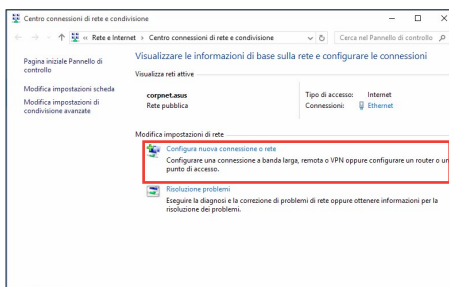 Centro connessioni di rete e condivisione
« Rete e Internet › Centro connessioni di rete e condivisione
Cerca nel Pannello di controllo
Pagina iniziale Pannello di controllo
Modifica impostazioni scheda
Modifica impostazioni di condivisione avanzate
Visualizzare le informazioni di base sulla rete e configurare le connessioni
Visualizza reti attive
corpnet.asus
Rete pubblica
Tipo di accesso: Internet
Connessioni: Ethernet
Modifica impostazioni di rete
Configura nuova connessione o rete
Configurare una connessione a banda larga, remota o VPN oppure configurare un router o un
punto di accesso.
Risoluzione problemi
Eseguire la diagnosi e la correzione di problemi di rete oppure ottenere informazioni per la
risoluzione dei problemi.